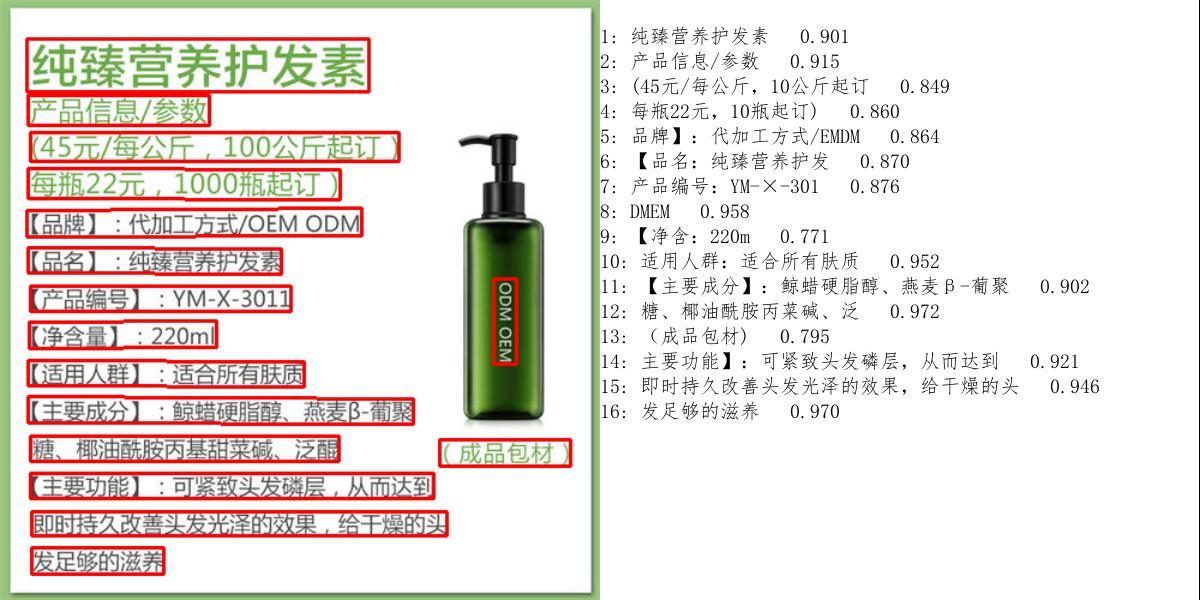 纯臻营养护发素
产品信息/参数
(45元/每公斤，100公斤起订）
每瓶22元，1000瓶起订）
【品牌】：代加工方式/OEM ODM
【品名】：纯臻营养护发素
【产品编号】：YM-X-3011
【净含量】：220ml
【适用人群】：适合所有肤质
【主要成分】：鲸蜡硬脂醇、燕麦β-葡聚
糖、椰油酰胺丙基甜菜碱、泛醌
【主要功能】：可紧致头发磷层，从而达到
即时持久改善头发光泽的效果，给干燥的头
发足够的滋养
ODM OEM
（成品包材）
1: 纯臻营养护发素 0.901
2: 产品信息/参数 0.915
3: (45元/每公斤，10公斤起订 0.849
4: 每瓶22元，10瓶起订) 0.860
5: 品牌】：代加工方式/EMDM 0.864
6: 【品名：纯臻营养护发 0.870
7: 产品编号：YM-×-301 0.876
8: DMEM 0.958
9: 【净含：220m 0.771
10: 适用人群：适合所有肤质 0.952
11: 【主要成分】：鲸蜡硬脂醇、燕麦β-葡聚 0.902
12: 糖、椰油酰胺丙菜碱、泛 0.972
13: （成品包材) 0.795
14: 主要功能】：可紧致头发磷层，从而达到 0.921
15: 即时持久改善头发光泽的效果，给干燥的头 0.946
16: 发足够的滋养 0.970